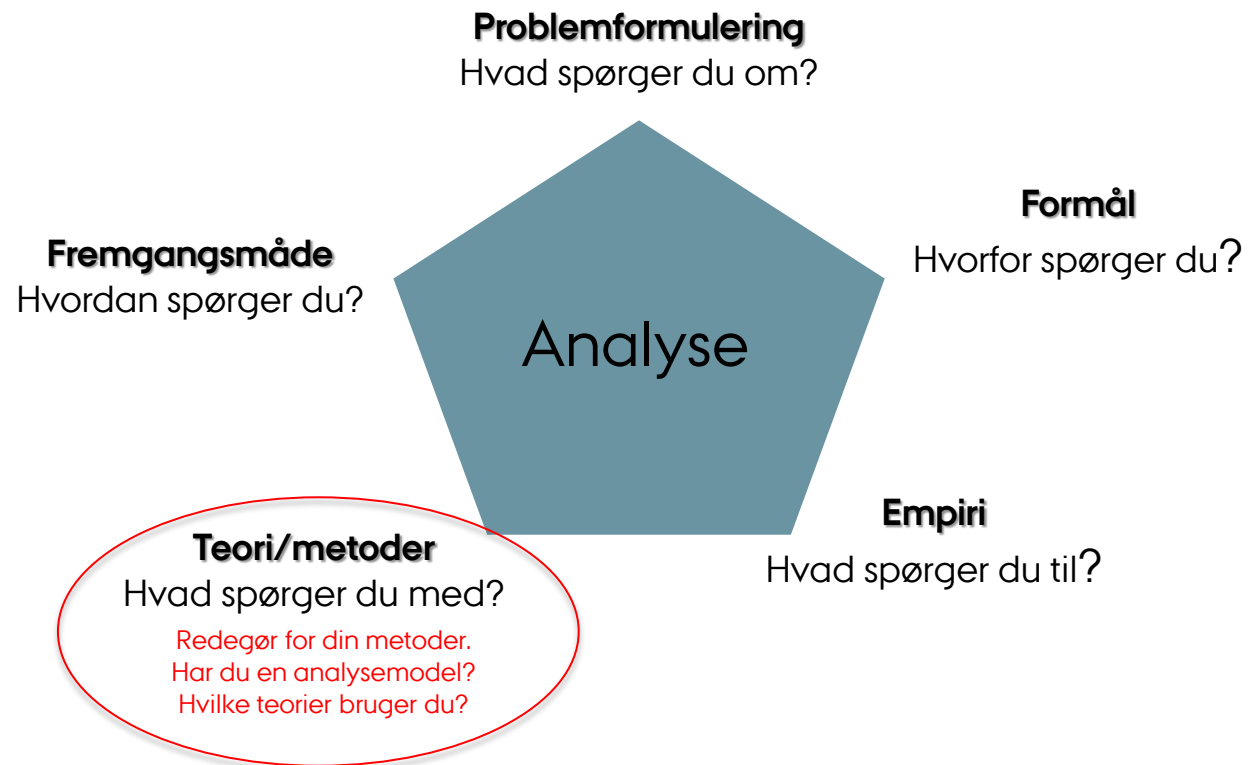 Problemformulering
Hvad spørger du om?
Formål
Hvorfor spørger du?
Fremgangsmåde
Hvordan spørger du?
Analyse
Empiri
Hvad spørger du til?
Teori/metoder
Hvad spørger du med?
Redegør for din metoder.
Har du en analysemodel?
Hvilke teorier bruger du?